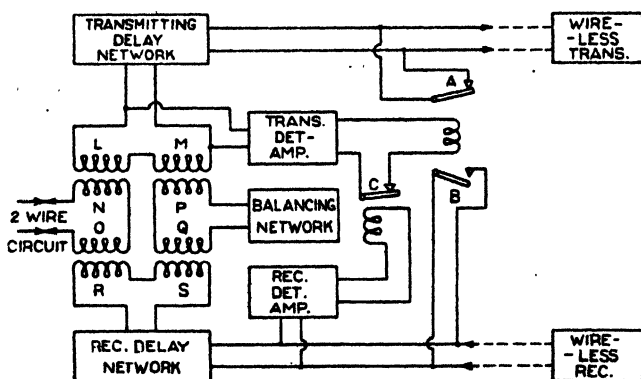 TRANSMITTING
DELAY
NETWORK
WIRE-
-LESS
TRANS.
A
TRANS.
DET-
AMP.
L
M
C
B
N
P
2 WIRE
O
Q
CIRCUIT
BALANCING
NETWORK
R
S
REC.
DET.
AMP.
REC. DELAY
NETWORK
WIRE-
-LESS
REC.